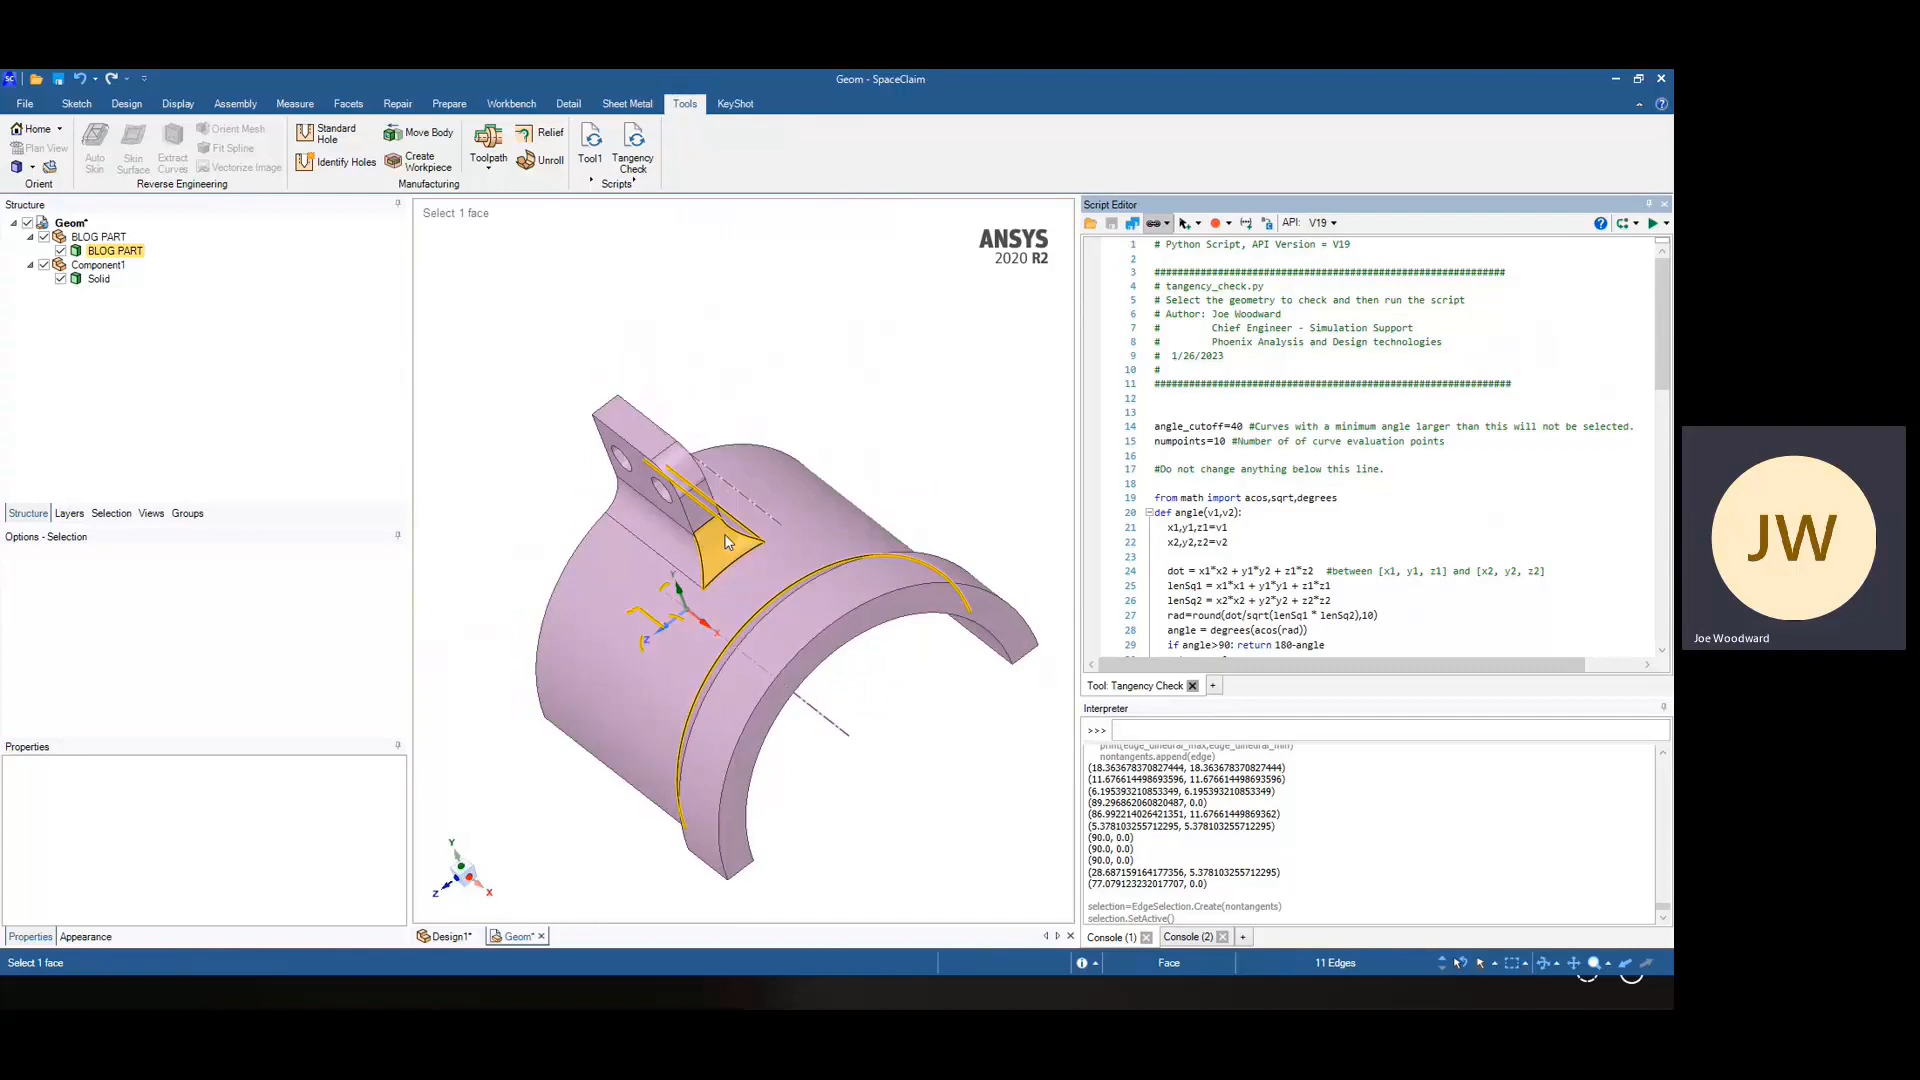 Geom - SpaceClaim
File Sketch Design Display Assembly Measure Facets Repair Prepare Workbench Detail Sheet Metal Tools KeyShot
Home
Plan View
Orient
Auto Skin
Skin Surface
Extract Curves
Orient Mesh
Fit Spline
Vectorize Image
Reverse Engineering
Standard Hole
Identify Holes
Move Body
Create Workpiece
Toolpath
Relief
Unroll
Manufacturing
Tool1
Tangency Check
Scripts
Structure
Geom*
BLOG PART
BLOG PART
Component1
Solid
Structure Layers Selection Views Groups
Options - Selection
Properties
Properties Appearance
Select 1 face
ANSYS
2020 R2
Y
X
Z
Y
Z
X
Design1*
Geom*
Script Editor
API: V19
1 # Python Script, API Version = V19
2
3 ############################################################
4 # tangency_check.py
5 # Select the geometry to check and then run the script
6 # Author: Joe Woodward
7 # Chief Engineer - Simulation Support
8 # Phoenix Analysis and Design technologies
9 # 1/26/2023
10 #
11 #############################################################
12
13
14 angle_cutoff=40 #Curves with a minimum angle larger than this will not be selected.
15 numpoints=10 #Number of of curve evaluation points
16
17 #Do not change anything below this line.
18
19 from math import acos,sqrt,degrees
20 def angle(v1,v2):
21 x1,y1,z1=v1
22 x2,y2,z2=v2
23
24 dot = x1*x2 + y1*y2 + z1*z2 #between [x1, y1, z1] and [x2, y2, z2]
25 lenSq1 = x1*x1 + y1*y1 + z1*z1
26 lenSq2 = x2*x2 + y2*y2 + z2*z2
27 rad=round(dot/sqrt(lenSq1 * lenSq2),10)
28 angle = degrees(acos(rad))
29 if angle>90: return 180-angle
Tool: Tangency Check
Interpreter
>>>
print(edge_dihedral_max,edge_dihedral_min)
nontangents.append(edge)
(18.363678370827444, 18.363678370827444)
(11.676614498693596, 11.676614498693596)
(6.195393210853349, 6.195393210853349)
(89.296862060820487, 0.0)
(86.992214026421351, 11.67661449869362)
(5.378103255712295, 5.378103255712295)
(90.0, 0.0)
(90.0, 0.0)
(90.0, 0.0)
(28.687159164177356, 5.378103255712295)
(77.079123232017707, 0.0)
selection=EdgeSelection.Create(nontangents)
selection.SetActive()
Console (1) Console (2)
Select 1 face
Face
11 Edges
JW
Joe Woodward